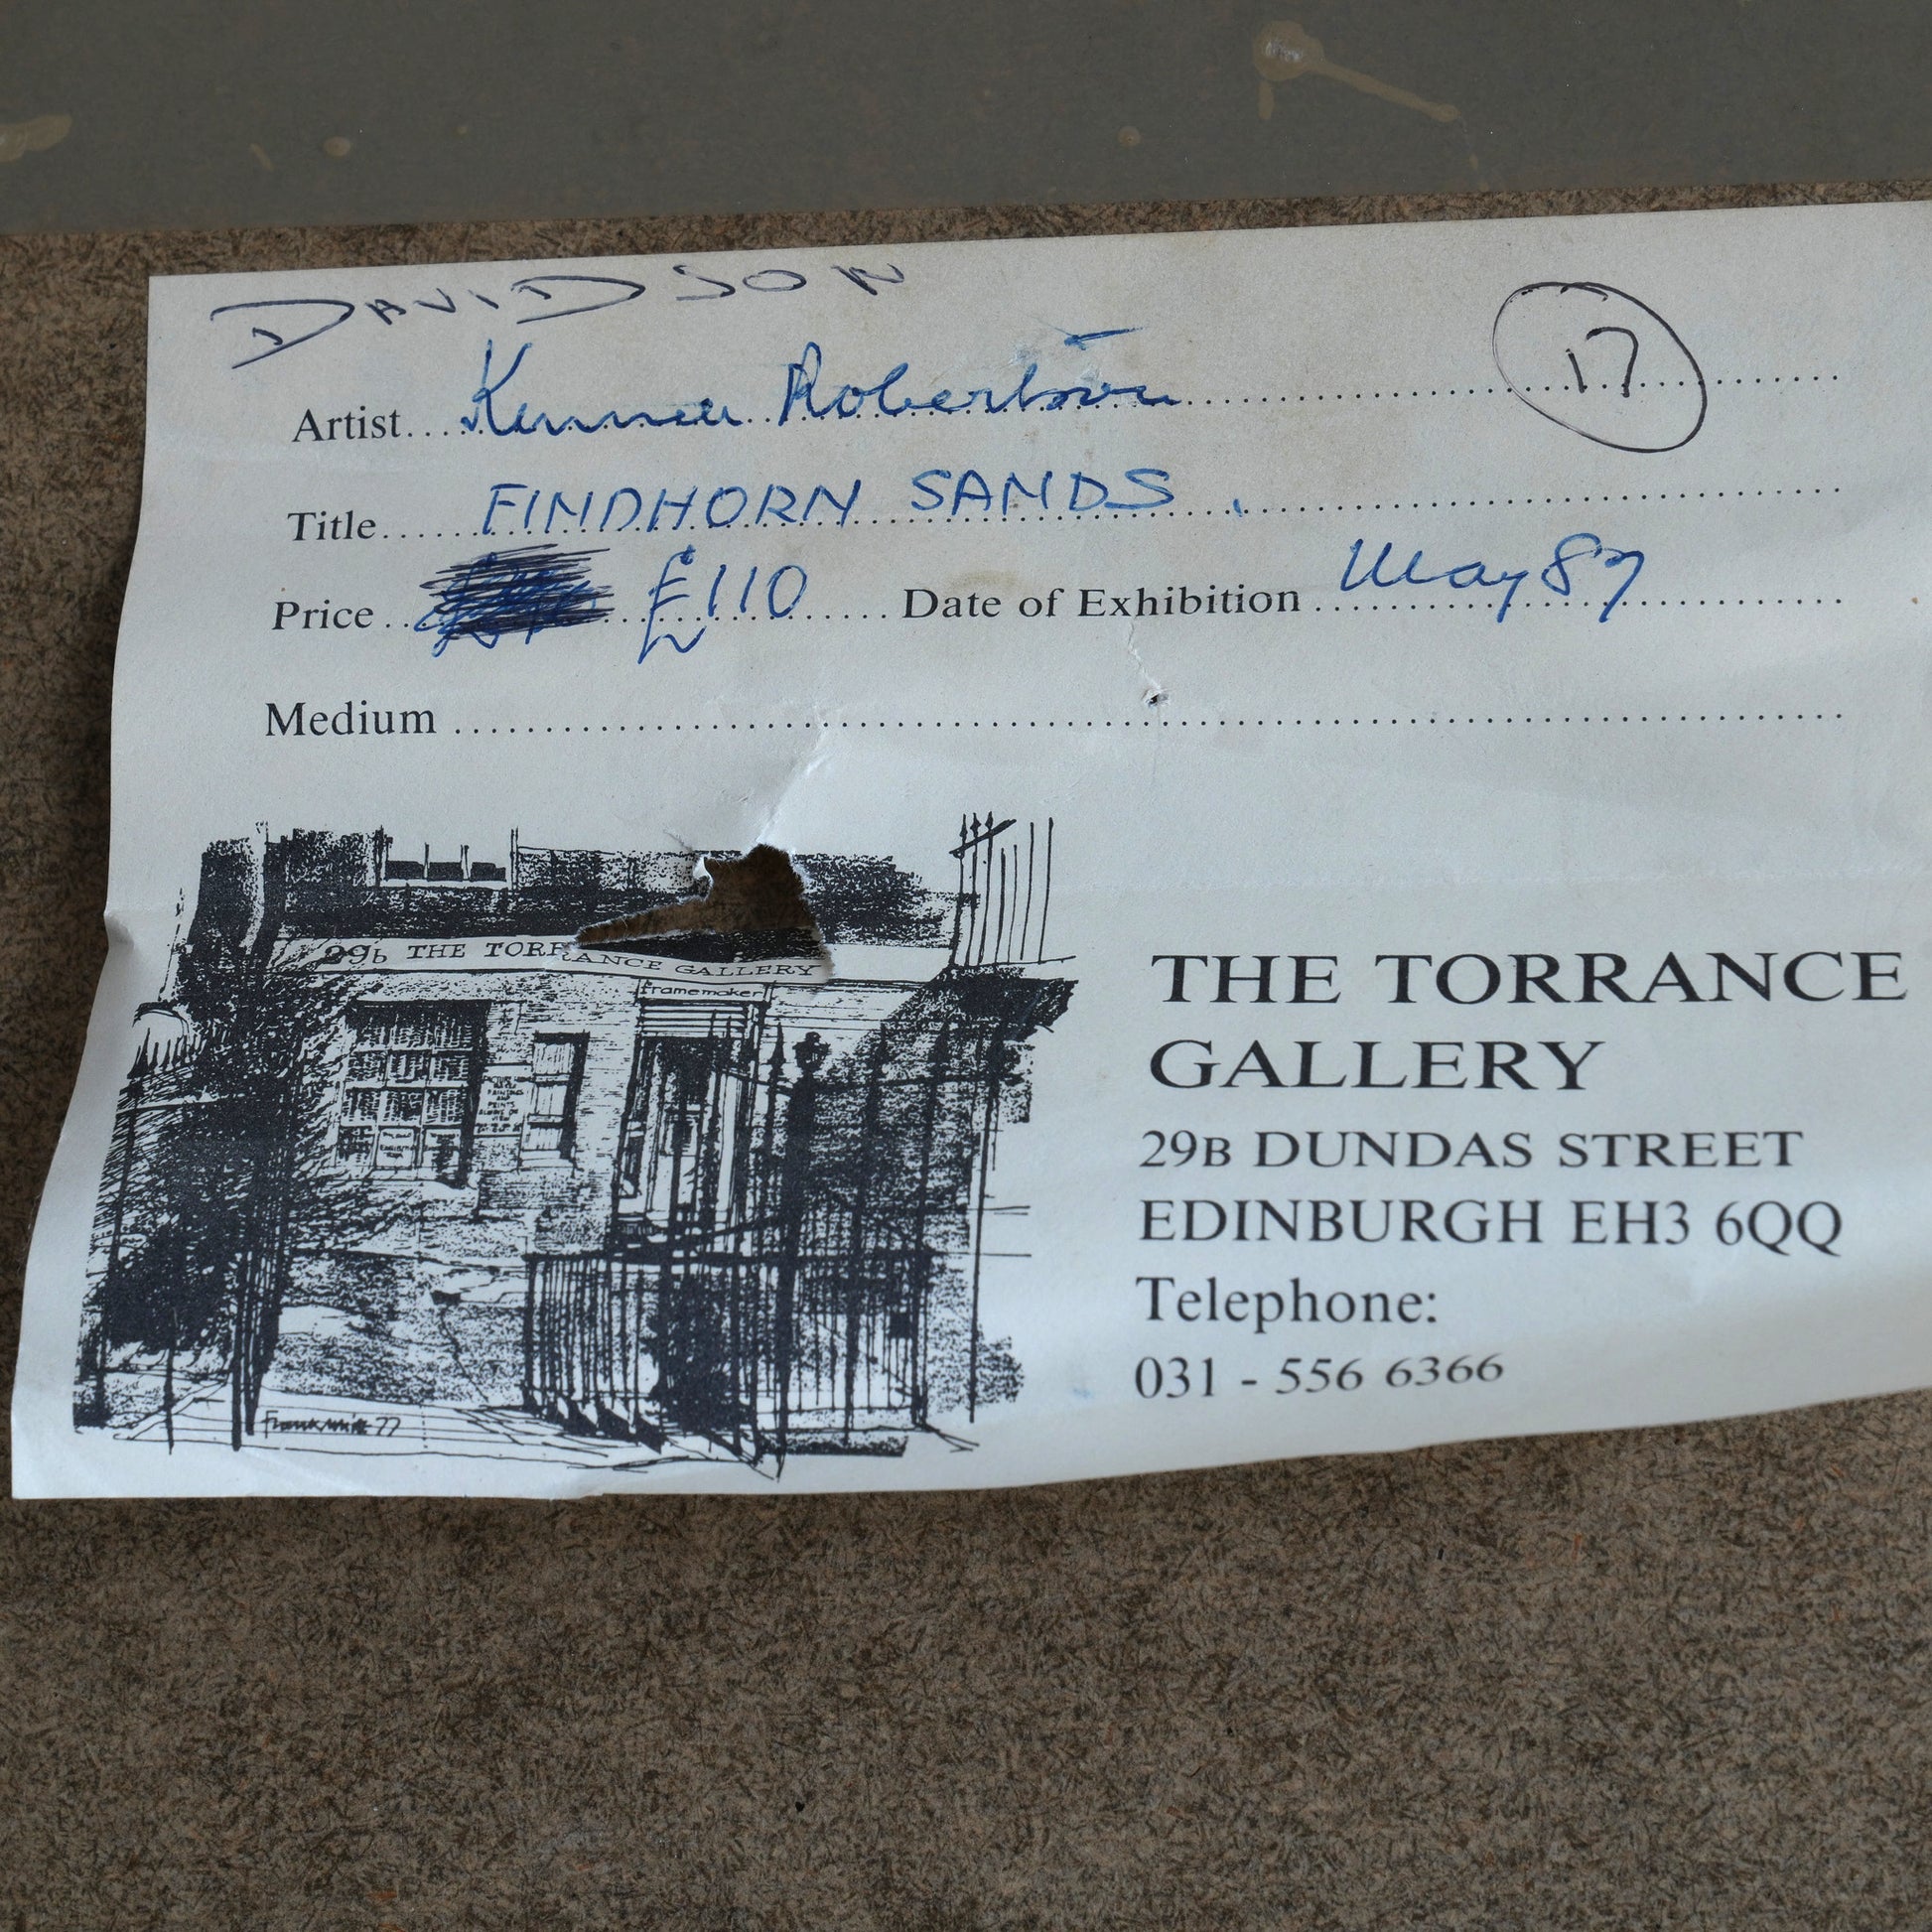 DAVIDSON
17
Artist Robertson
Title FINDHORN SANDS.
Price £110 Date of Exhibition May 87
Medium
29b THE TORRANCE GALLERY
framemaker
THE TORRANCE
GALLERY
29B DUNDAS STREET
EDINBURGH EH3 6QQ
Telephone:
031 - 556 6366
77